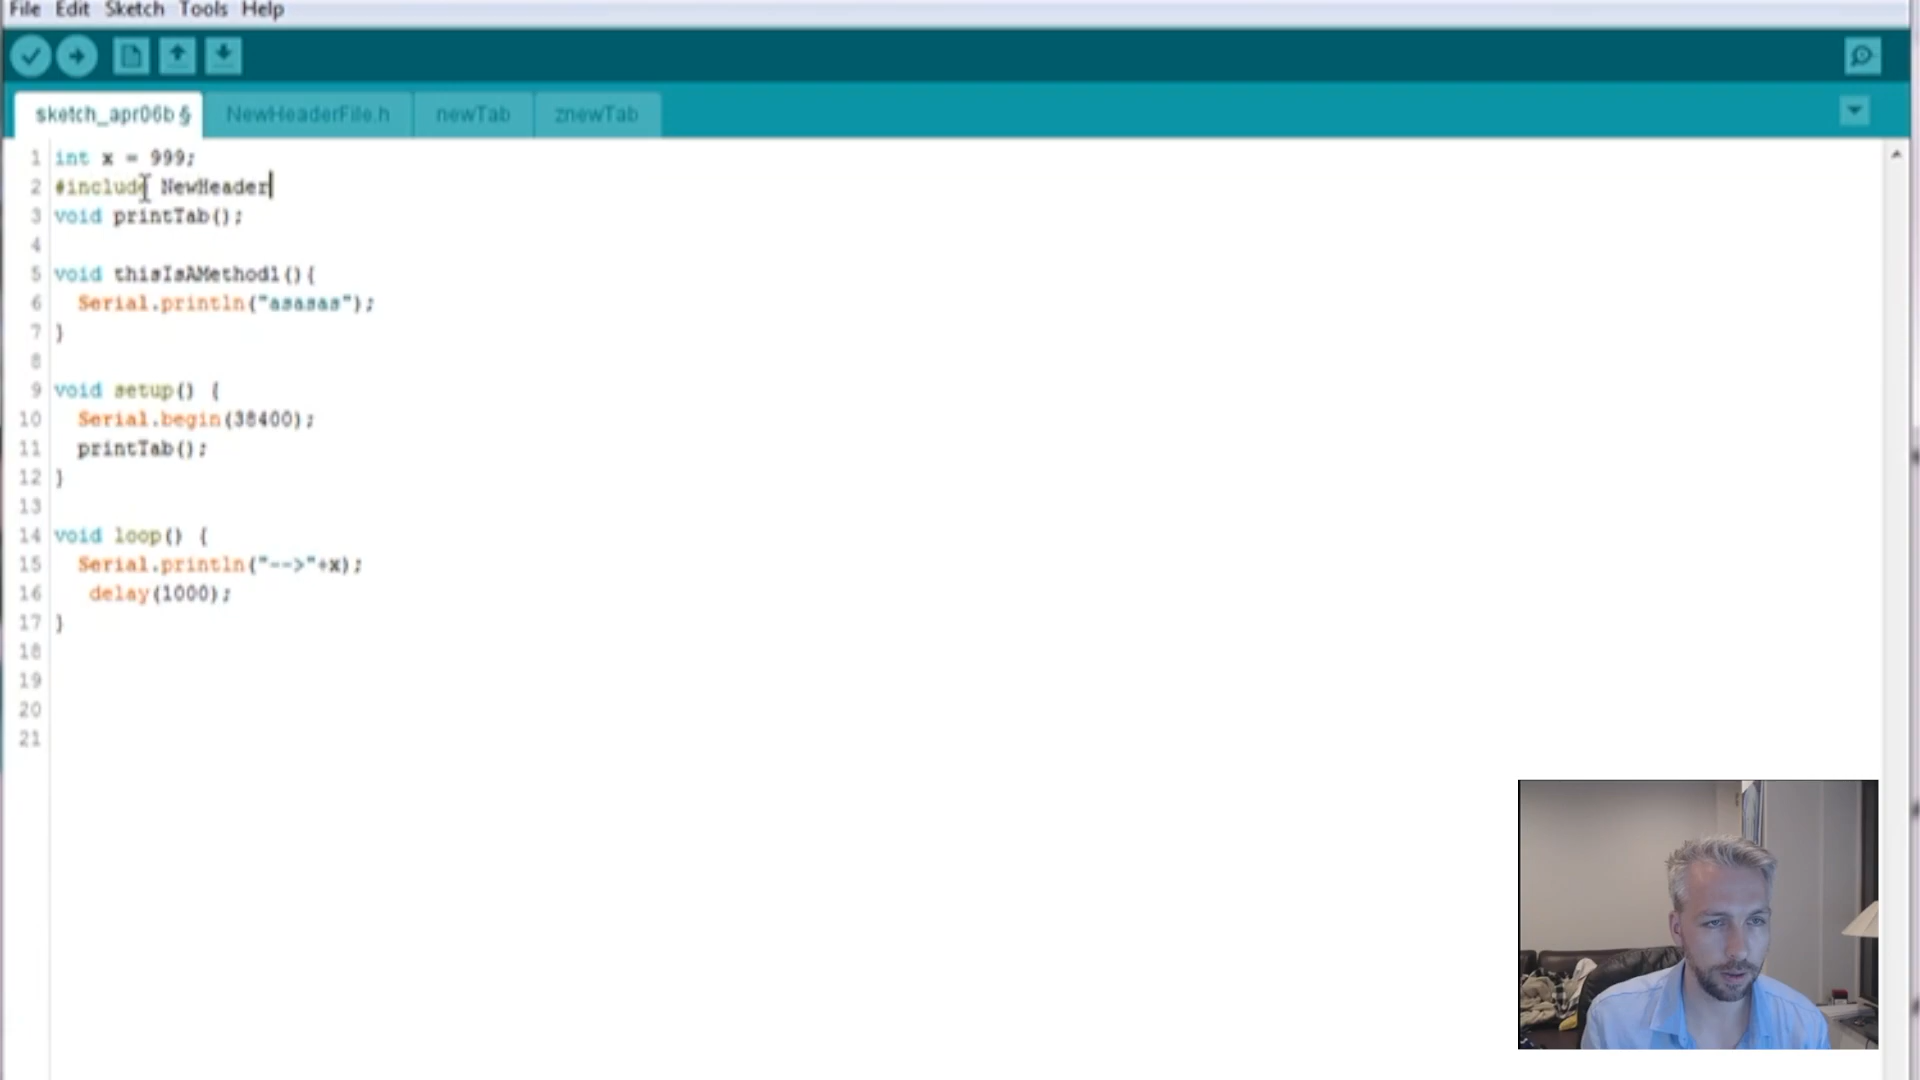 File Edit Sketch Tools Help
sketch_apr06b § NewHeaderFile.h newTab znewTab
1 int x = 999;
2 #include NewHeader
3 void printTab();
4
5 void thisIsAMethod1(){
6 Serial.println("asasas");
7 }
8
9 void setup() {
10 Serial.begin(38400);
11 printTab();
12 }
13
14 void loop() {
15 Serial.println("-->"+x);
16 delay(1000);
17 }
18
19
20
21